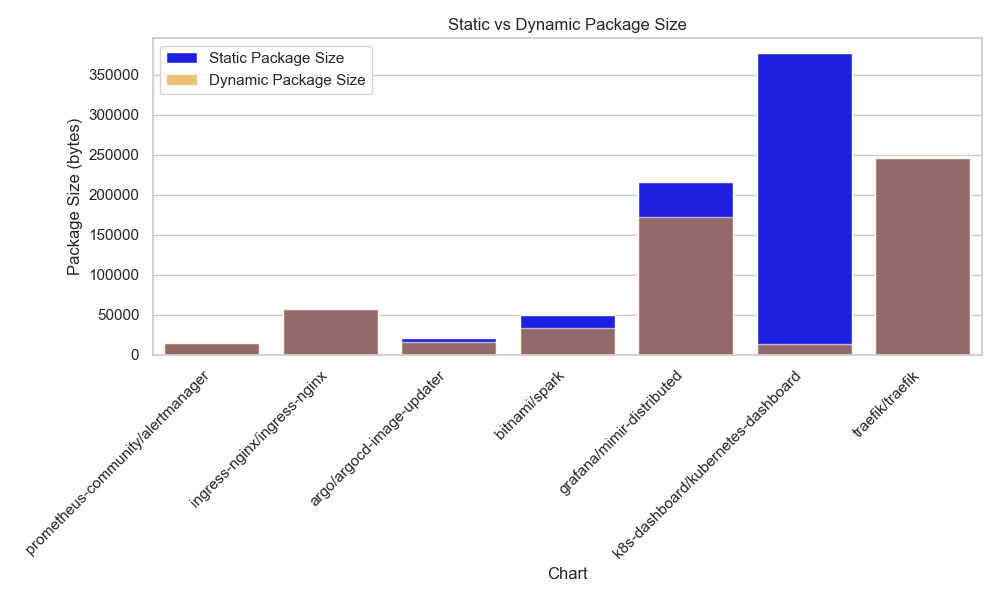 Static vs Dynamic Package Size
Static Package Size
Dynamic Package Size
Package Size (bytes)
350000
300000
250000
200000
150000
100000
50000
0
prometheus-community/alertmanager
ingress-nginx/ingress-nginx
argo/argocd-image-updater
bitnami/spark
grafana/mimir-distributed
k8s-dashboard/kubernetes-dashboard
traefik/traefik
Chart